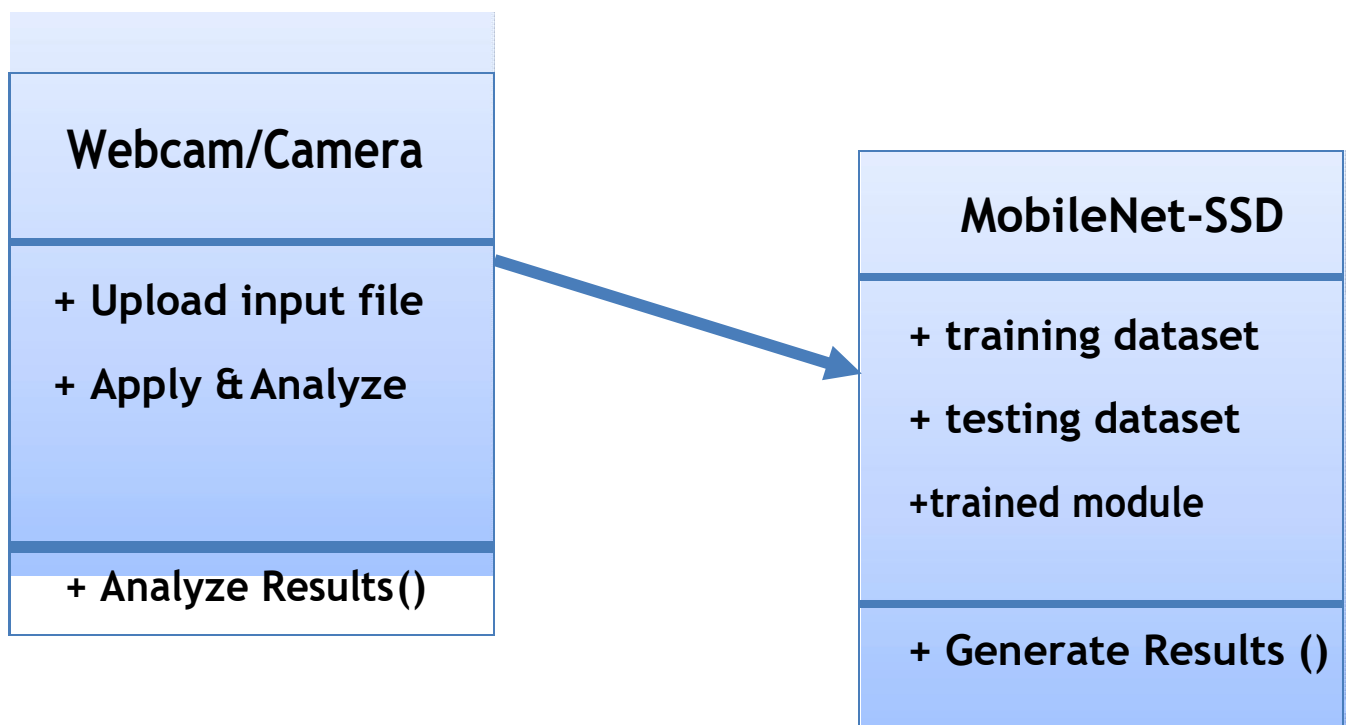 Webcam/Camera
+ Upload input file
+ Apply & Analyze
+ Analyze Results()
MobileNet-SSD
+ training dataset
+ testing dataset
+trained module
+ Generate Results ()